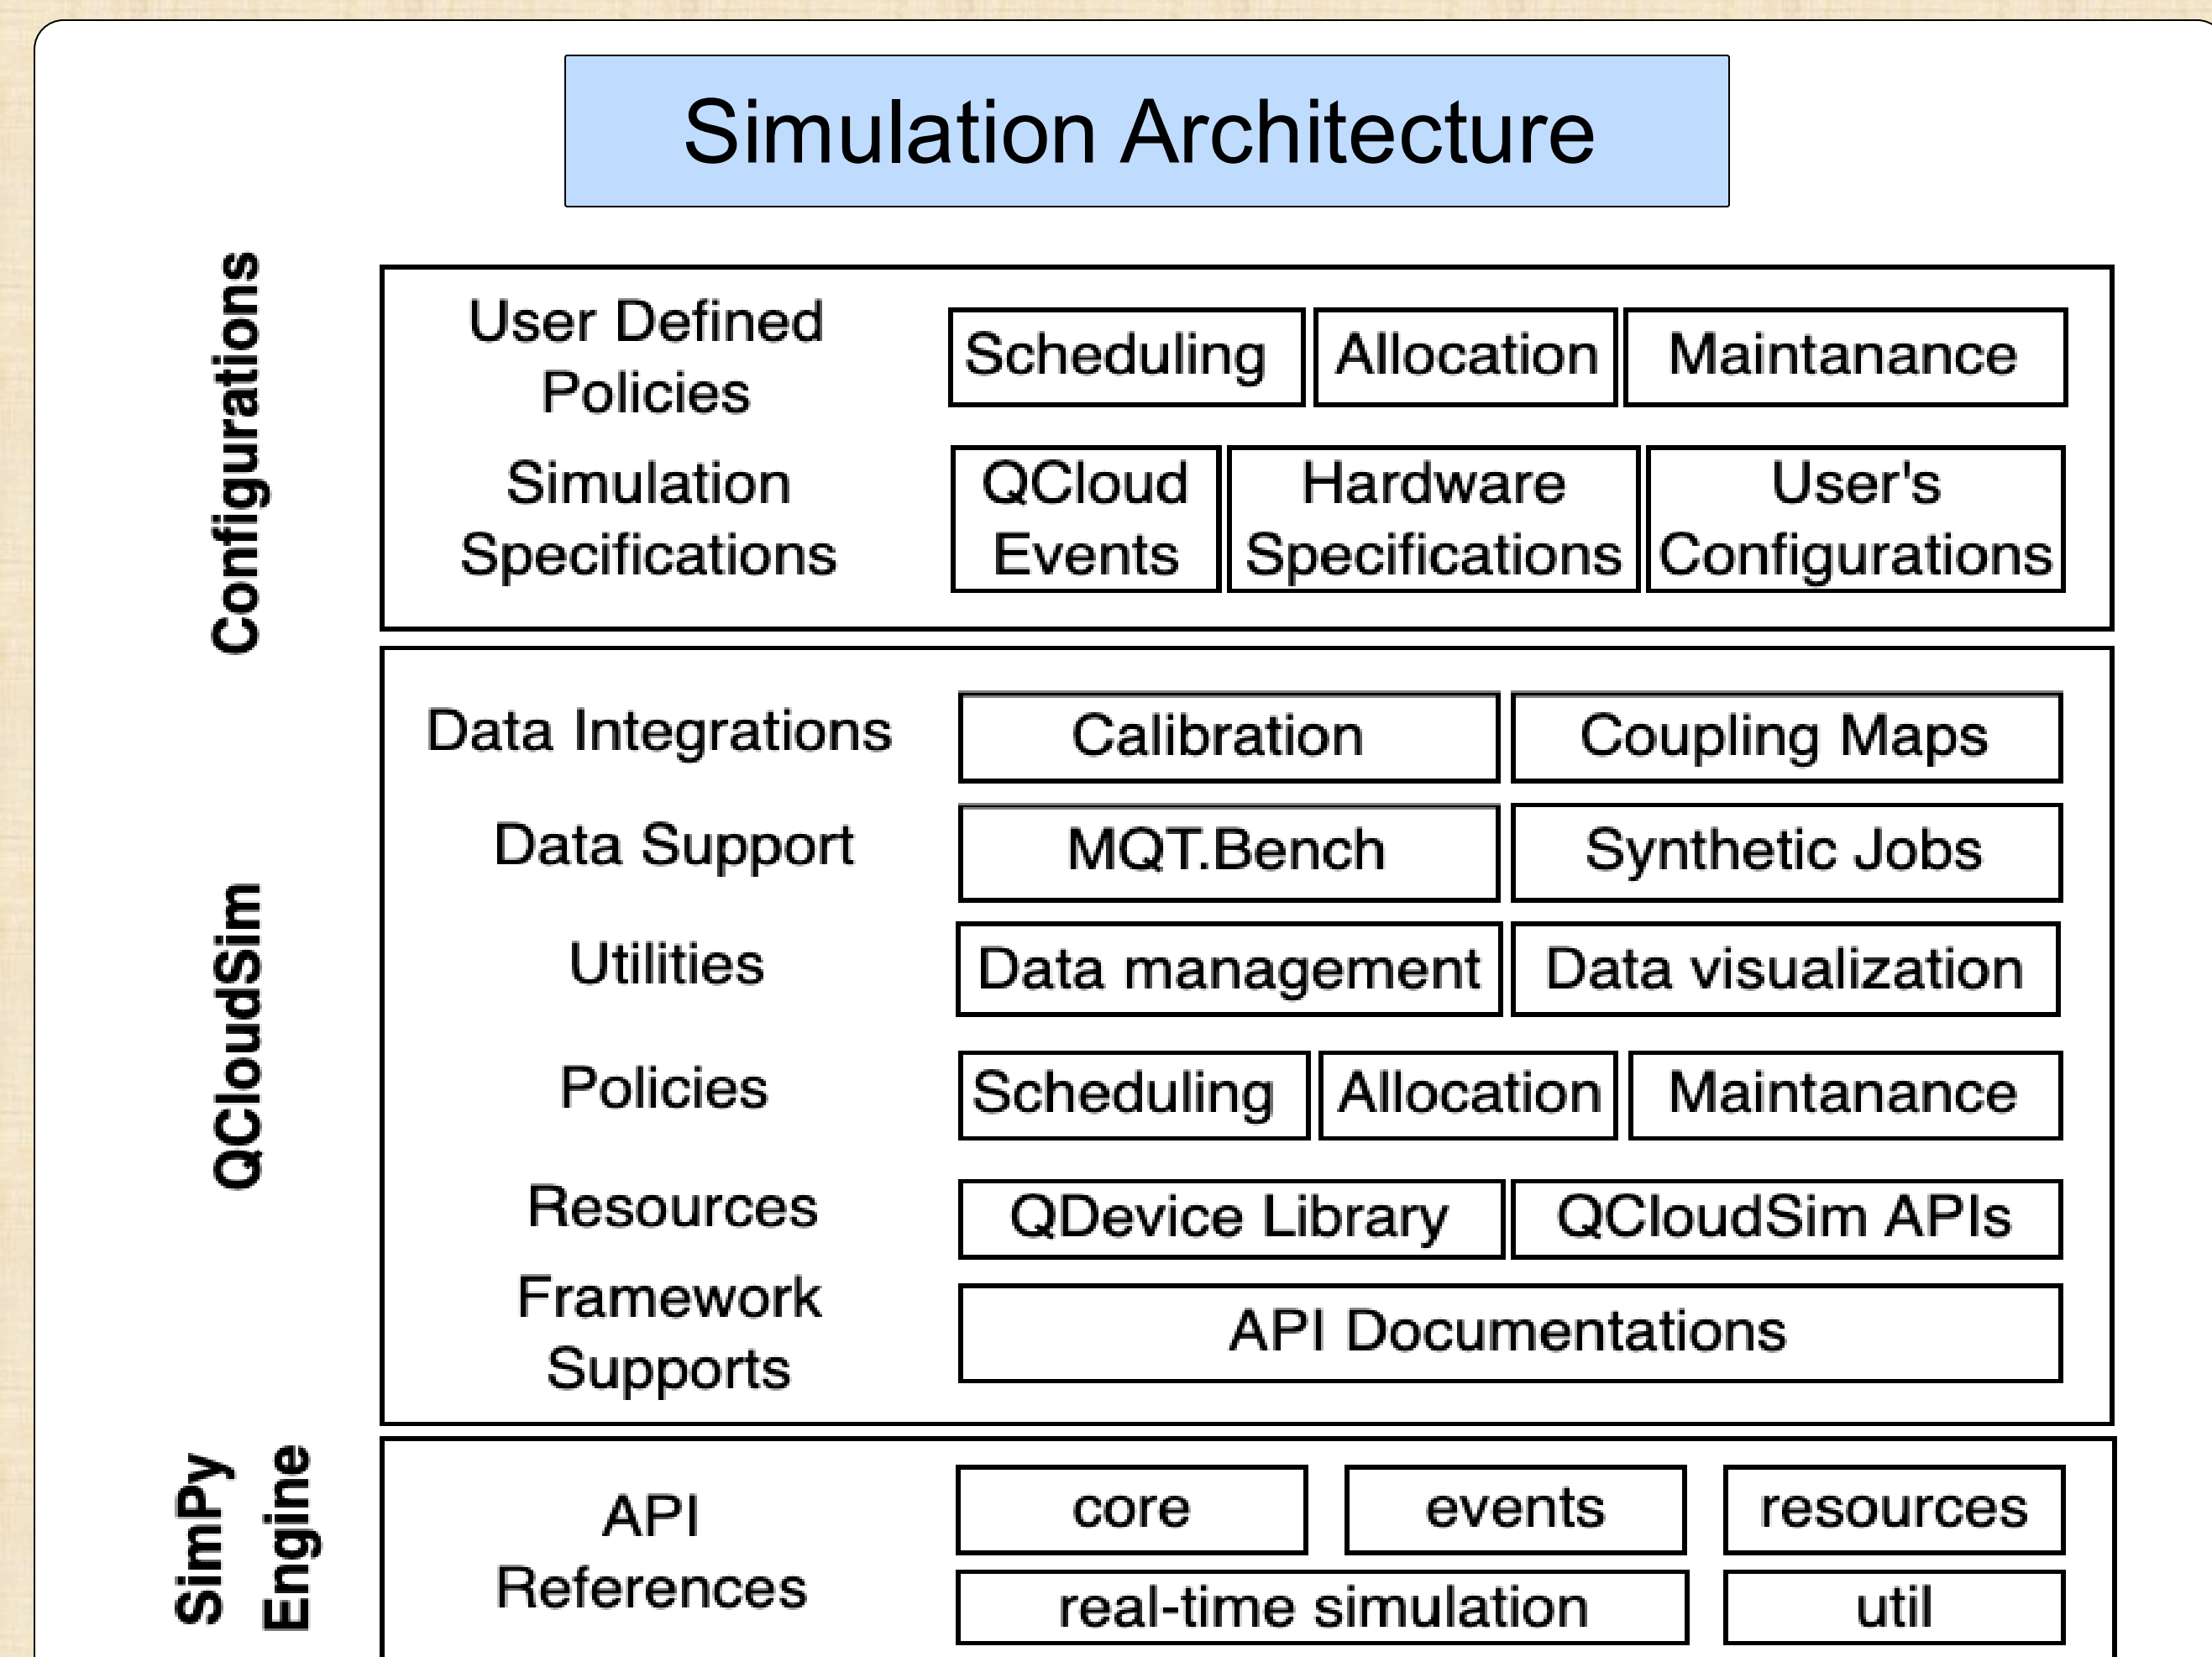 Simulation Architecture
Configurations
User Defined
Policies
Scheduling
Allocation
Maintanance
Simulation
Specifications
QCloud
Events
Hardware
Specifications
User's
Configurations
QCloudSim
Data Integrations
Calibration
Coupling Maps
Data Support
MQT.Bench
Synthetic Jobs
Utilities
Data management
Data visualization
Policies
Scheduling
Allocation
Maintanance
Resources
QDevice Library
QCloudSim APIs
Framework
Supports
API Documentations
SimPy
Engine
API
References
core
events
resources
real-time simulation
util